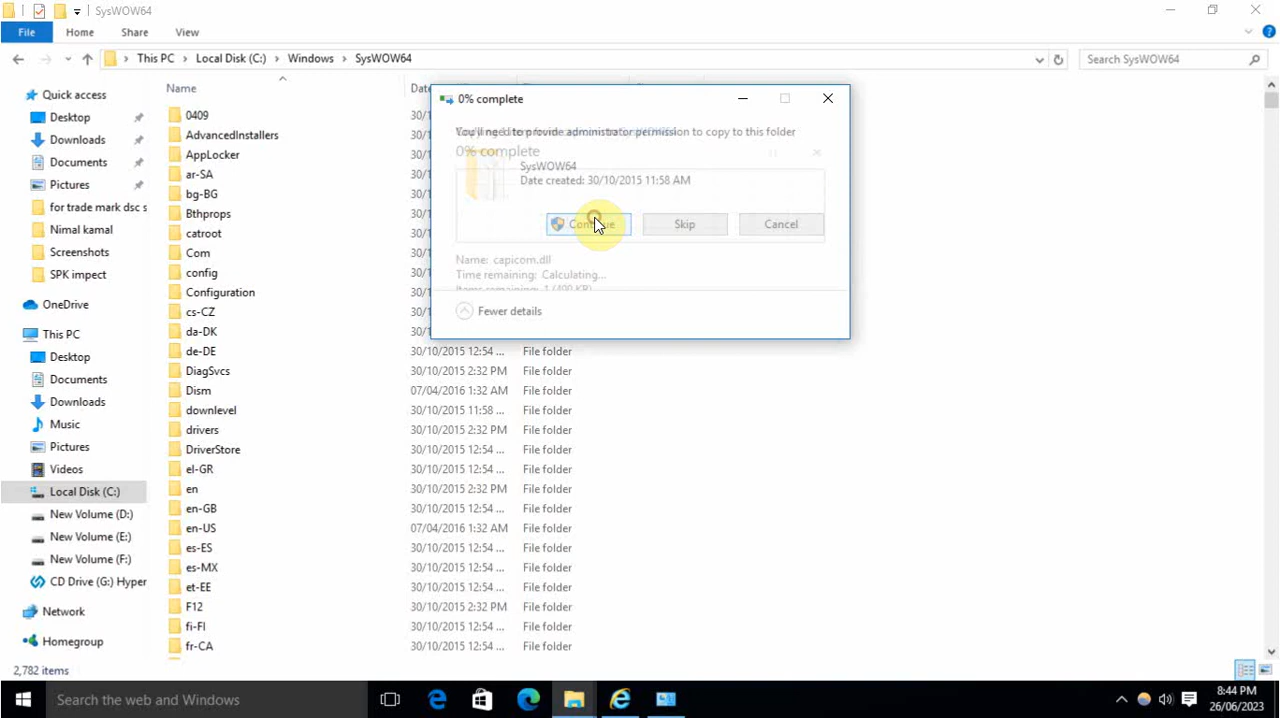 SysWOW64
File
Home
Share
View
This PC
Local Disk (C:)
Windows
SysWOW64
Search SysWOW64
Name
Date
Quick access
Desktop
Downloads
Documents
Pictures
for trade mark dsc s
Nimal kamal
Screenshots
SPK impect
OneDrive
This PC
Desktop
Documents
Downloads
Music
Pictures
Videos
Local Disk (C:)
New Volume (D:)
New Volume (E:)
New Volume (F:)
CD Drive (G:) Hyper
Network
Homegroup
0409
AdvancedInstallers
AppLocker
ar-SA
bg-BG
Bthprops
catroot
Com
config
Configuration
cs-CZ
da-DK
de-DE 30/10/2015 12:54 ... File folder
DiagSvcs 30/10/2015 2:32 PM File folder
Dism 07/04/2016 1:32 AM File folder
downlevel 30/10/2015 11:58 ... File folder
drivers 30/10/2015 2:32 PM File folder
DriverStore 30/10/2015 12:54 ... File folder
el-GR 30/10/2015 12:54 ... File folder
en 30/10/2015 2:32 PM File folder
en-GB 30/10/2015 12:54 ... File folder
en-US 07/04/2016 1:32 AM File folder
es-ES 30/10/2015 12:54 ... File folder
es-MX 30/10/2015 12:54 ... File folder
et-EE 30/10/2015 12:54 ... File folder
F12 30/10/2015 2:32 PM File folder
fi-FI 30/10/2015 12:54 ... File folder
fr-CA 30/10/2015 12:54 ... File folder
0% complete
You'll need to provide administrator permission to copy to this folder
0% complete
SysWOW64
Date created: 30/10/2015 11:58 AM
Continue
Skip
Cancel
Name: capicom.dll
Time remaining: Calculating...
Items remaining: 1 (490 KB)
Fewer details
2,782 items
Search the web and Windows
8:44 PM
26/06/2023